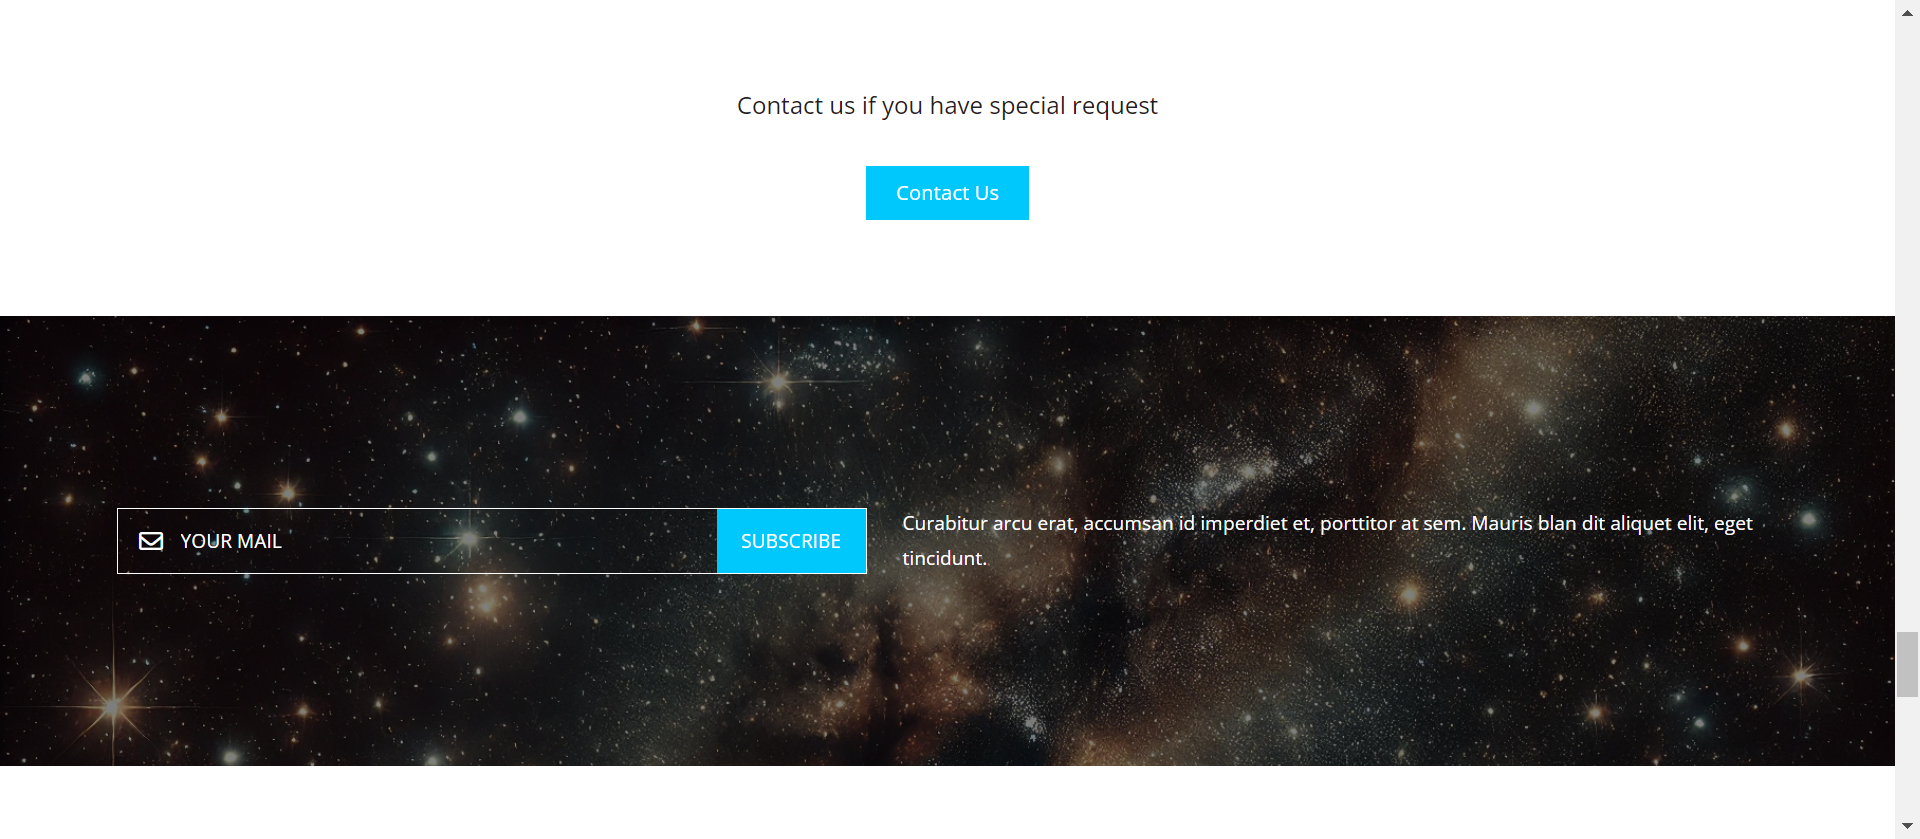 Contact us if you have special request
Contact Us
YOUR MAIL
SUBSCRIBE
Curabitur arcu erat, accumsan id imperdiet et, porttitor at sem. Mauris blan dit aliquet elit, eget
tincidunt.